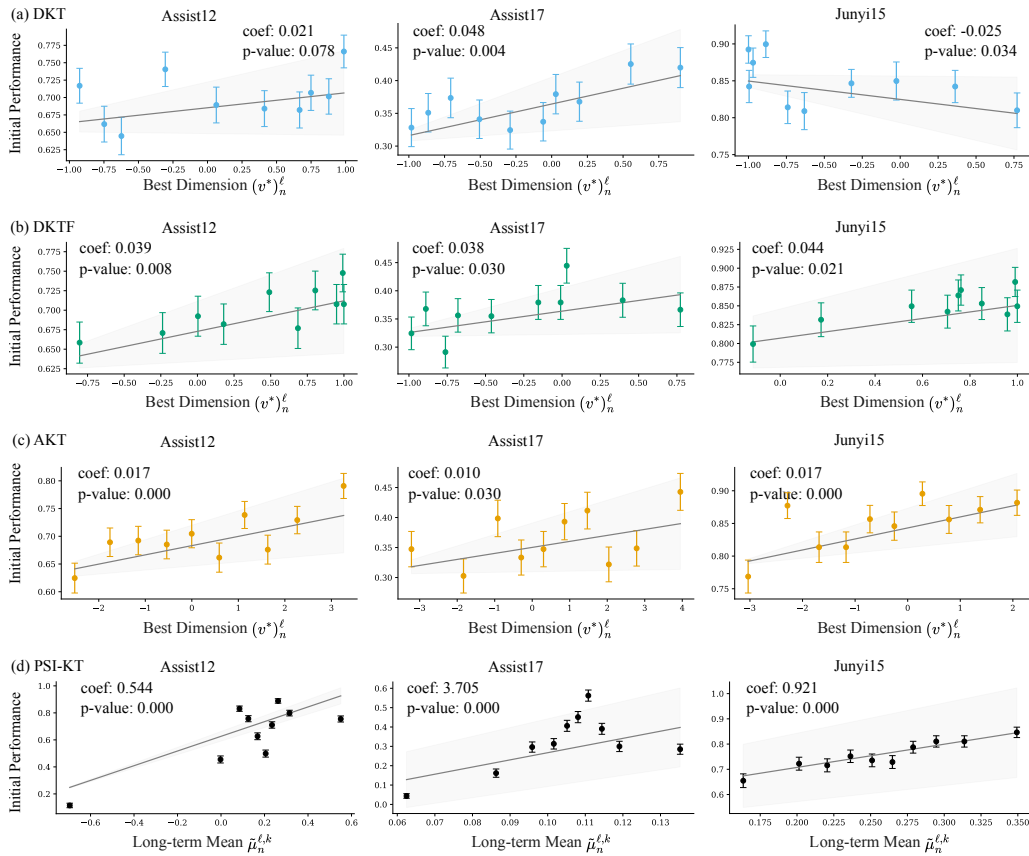 (a) DKT
Assist12
Assist17
Junyi15
Initial Performance
coef: 0.021
p-value: 0.078
coef: 0.048
p-value: 0.004
coef: -0.025
p-value: 0.034
0.775
0.750
0.725
0.700
0.675
0.650
0.625
0.40
0.35
0.30
0.90
0.85
0.80
0.75
−1.00 −0.75 −0.50 −0.25 0.00 0.25 0.50 0.75 1.00
−1.00 −0.75 −0.50 −0.25 0.00 0.25 0.50 0.75
−1.00 −0.75 −0.50 −0.25 0.00 0.25 0.50 0.75
Best Dimension (v*)ₙ^ℓ
Best Dimension (v*)ₙ^ℓ
Best Dimension (v*)ₙ^ℓ
(b) DKTF
Assist12
Assist17
Junyi15
Initial Performance
coef: 0.039
p-value: 0.008
coef: 0.038
p-value: 0.030
coef: 0.044
p-value: 0.021
0.775
0.750
0.725
0.700
0.675
0.650
0.45
0.40
0.35
0.30
0.925
0.900
0.875
0.850
0.825
0.800
0.775
−0.75 −0.50 −0.25 0.00 0.25 0.50 0.75 1.00
−1.00 −0.75 −0.50 −0.25 0.00 0.25 0.50 0.75
0.0 0.2 0.4 0.6 0.8 1.0
Best Dimension (v*)ₙ^ℓ
Best Dimension (v*)ₙ^ℓ
Best Dimension (v*)ₙ^ℓ
(c) AKT
Assist12
Assist17
Junyi15
Initial Performance
coef: 0.017
p-value: 0.000
coef: 0.010
p-value: 0.030
coef: 0.017
p-value: 0.000
0.80
0.75
0.70
0.65
0.60
0.45
0.40
0.35
0.30
0.90
0.85
0.80
0.75
−2 −1 0 1 2 3
−3 −2 −1 0 1 2 3 4
−3 −2 −1 0 1 2
Best Dimension (v*)ₙ^ℓ
Best Dimension (v*)ₙ^ℓ
Best Dimension (v*)ₙ^ℓ
(d) PSI-KT
Assist12
Assist17
Junyi15
Initial Performance
coef: 0.544
p-value: 0.000
coef: 3.705
p-value: 0.000
coef: 0.921
p-value: 0.000
1.0
0.8
0.6
0.4
0.2
0.6
0.5
0.4
0.3
0.2
0.1
0.0
1.0
0.9
0.8
0.7
0.6
−0.6 −0.4 −0.2 0.0 0.2 0.4 0.6
0.06 0.07 0.08 0.09 0.10 0.11 0.12 0.13
0.175 0.200 0.225 0.250 0.275 0.300 0.325 0.350
Long-term Mean μ̃ₙ^ℓ,k
Long-term Mean μ̃ₙ^ℓ,k
Long-term Mean μ̃ₙ^ℓ,k